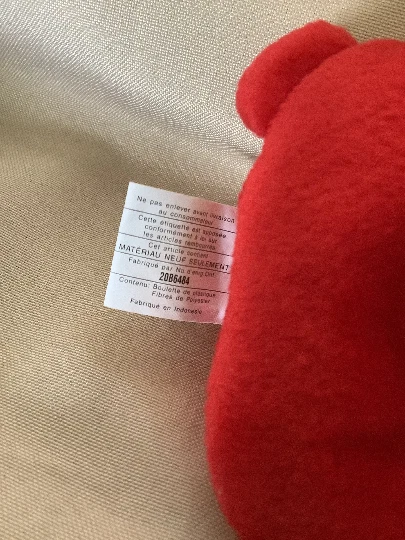 Ne pas enlever avant livraison
au consommateur
Cette étiquette est apposée
conformément à loi sur
les articles rembourrés
Cet article contient
MATÉRIAU NEUF SEULEMENT
Fabriqué par No d'enrg.Ont.
20B6484
Contenu: Boulette de plastique
Fibres de Polyester
Fabriqué en Indonesie